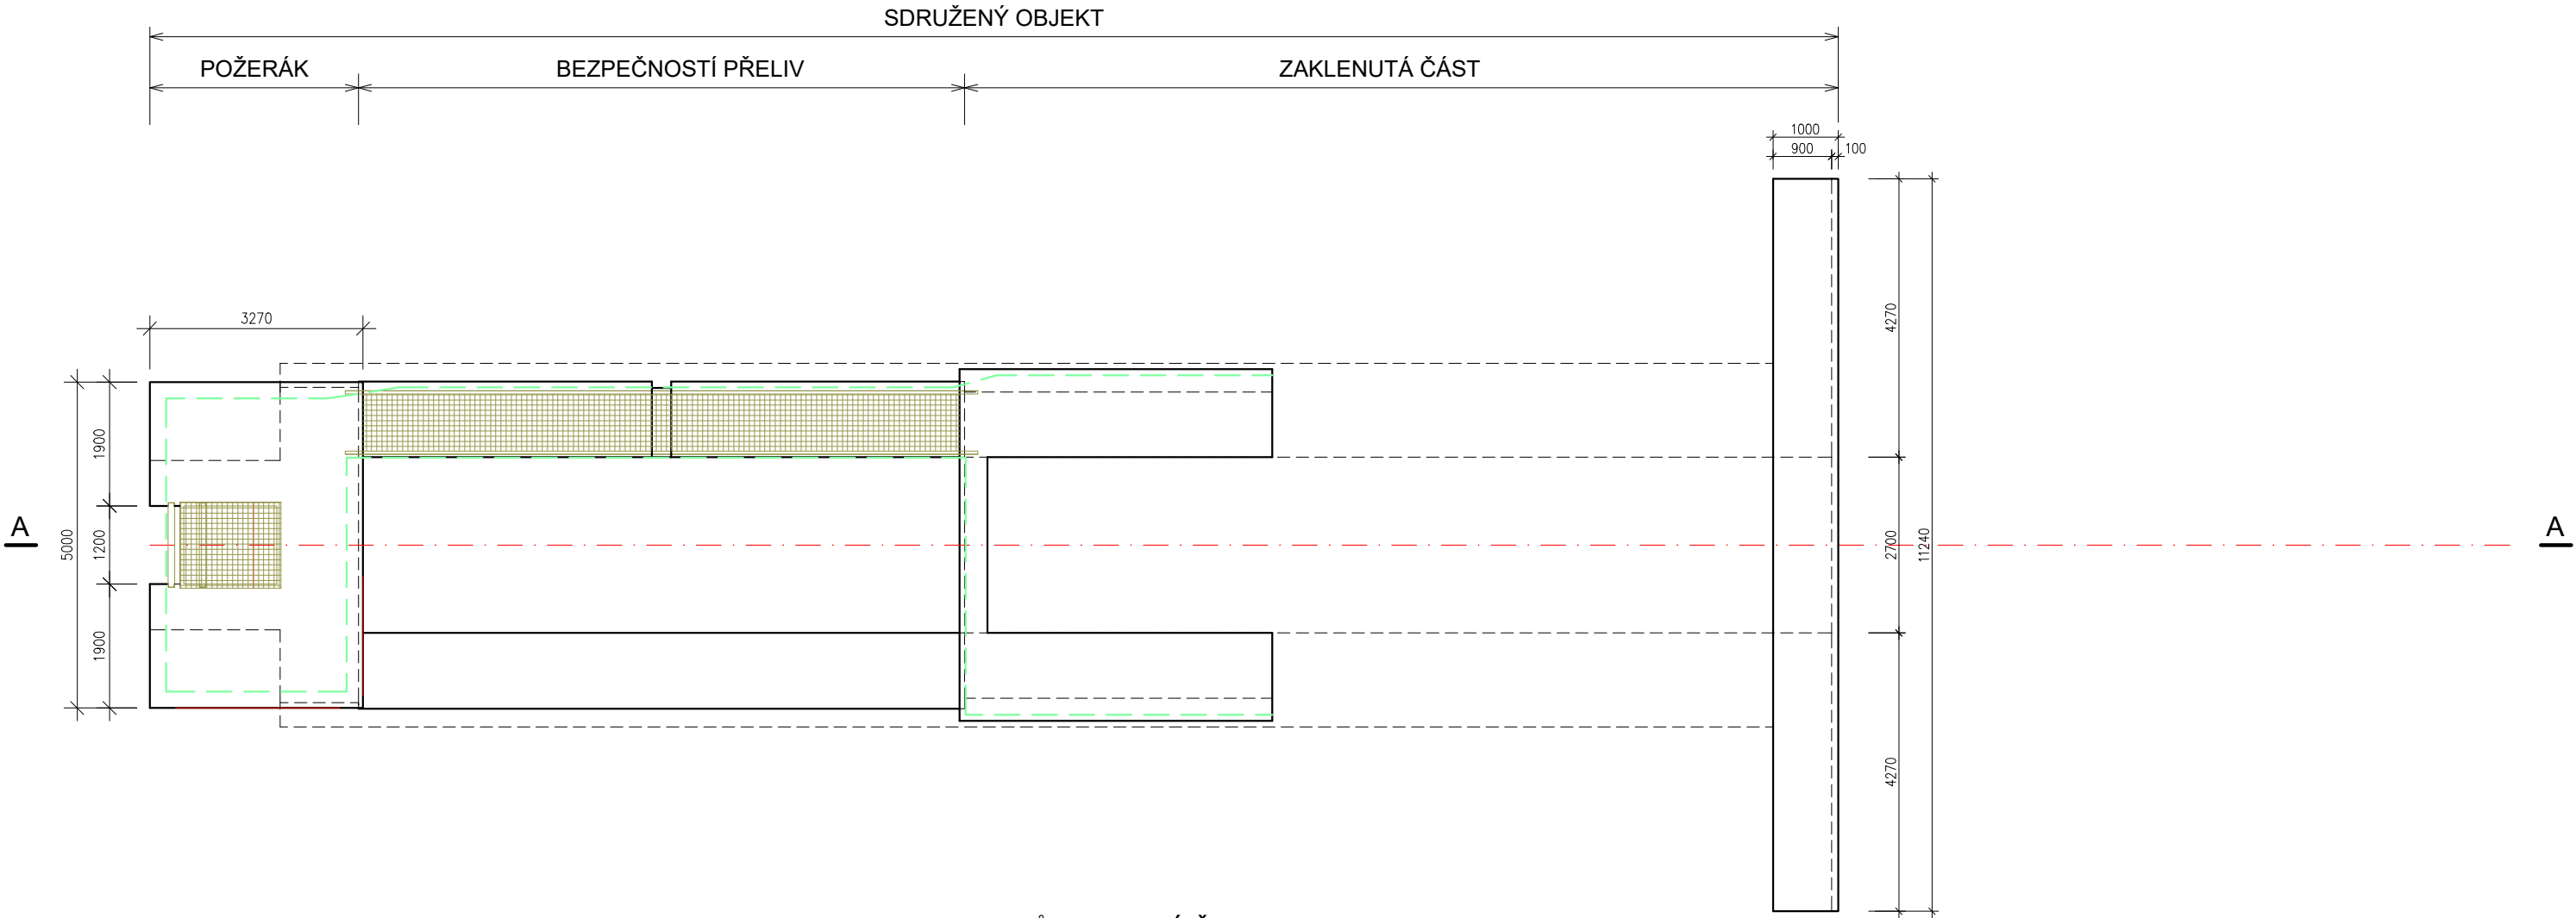 SDRUŽENÝ OBJEKT
POŽERÁK
BEZPEČNOSTÍ PŘELIV
ZAKLENUTÁ ČÁST
1000
900
100
3270
4270
1900
5000
1200
1900
2700
11240
4270
A
A